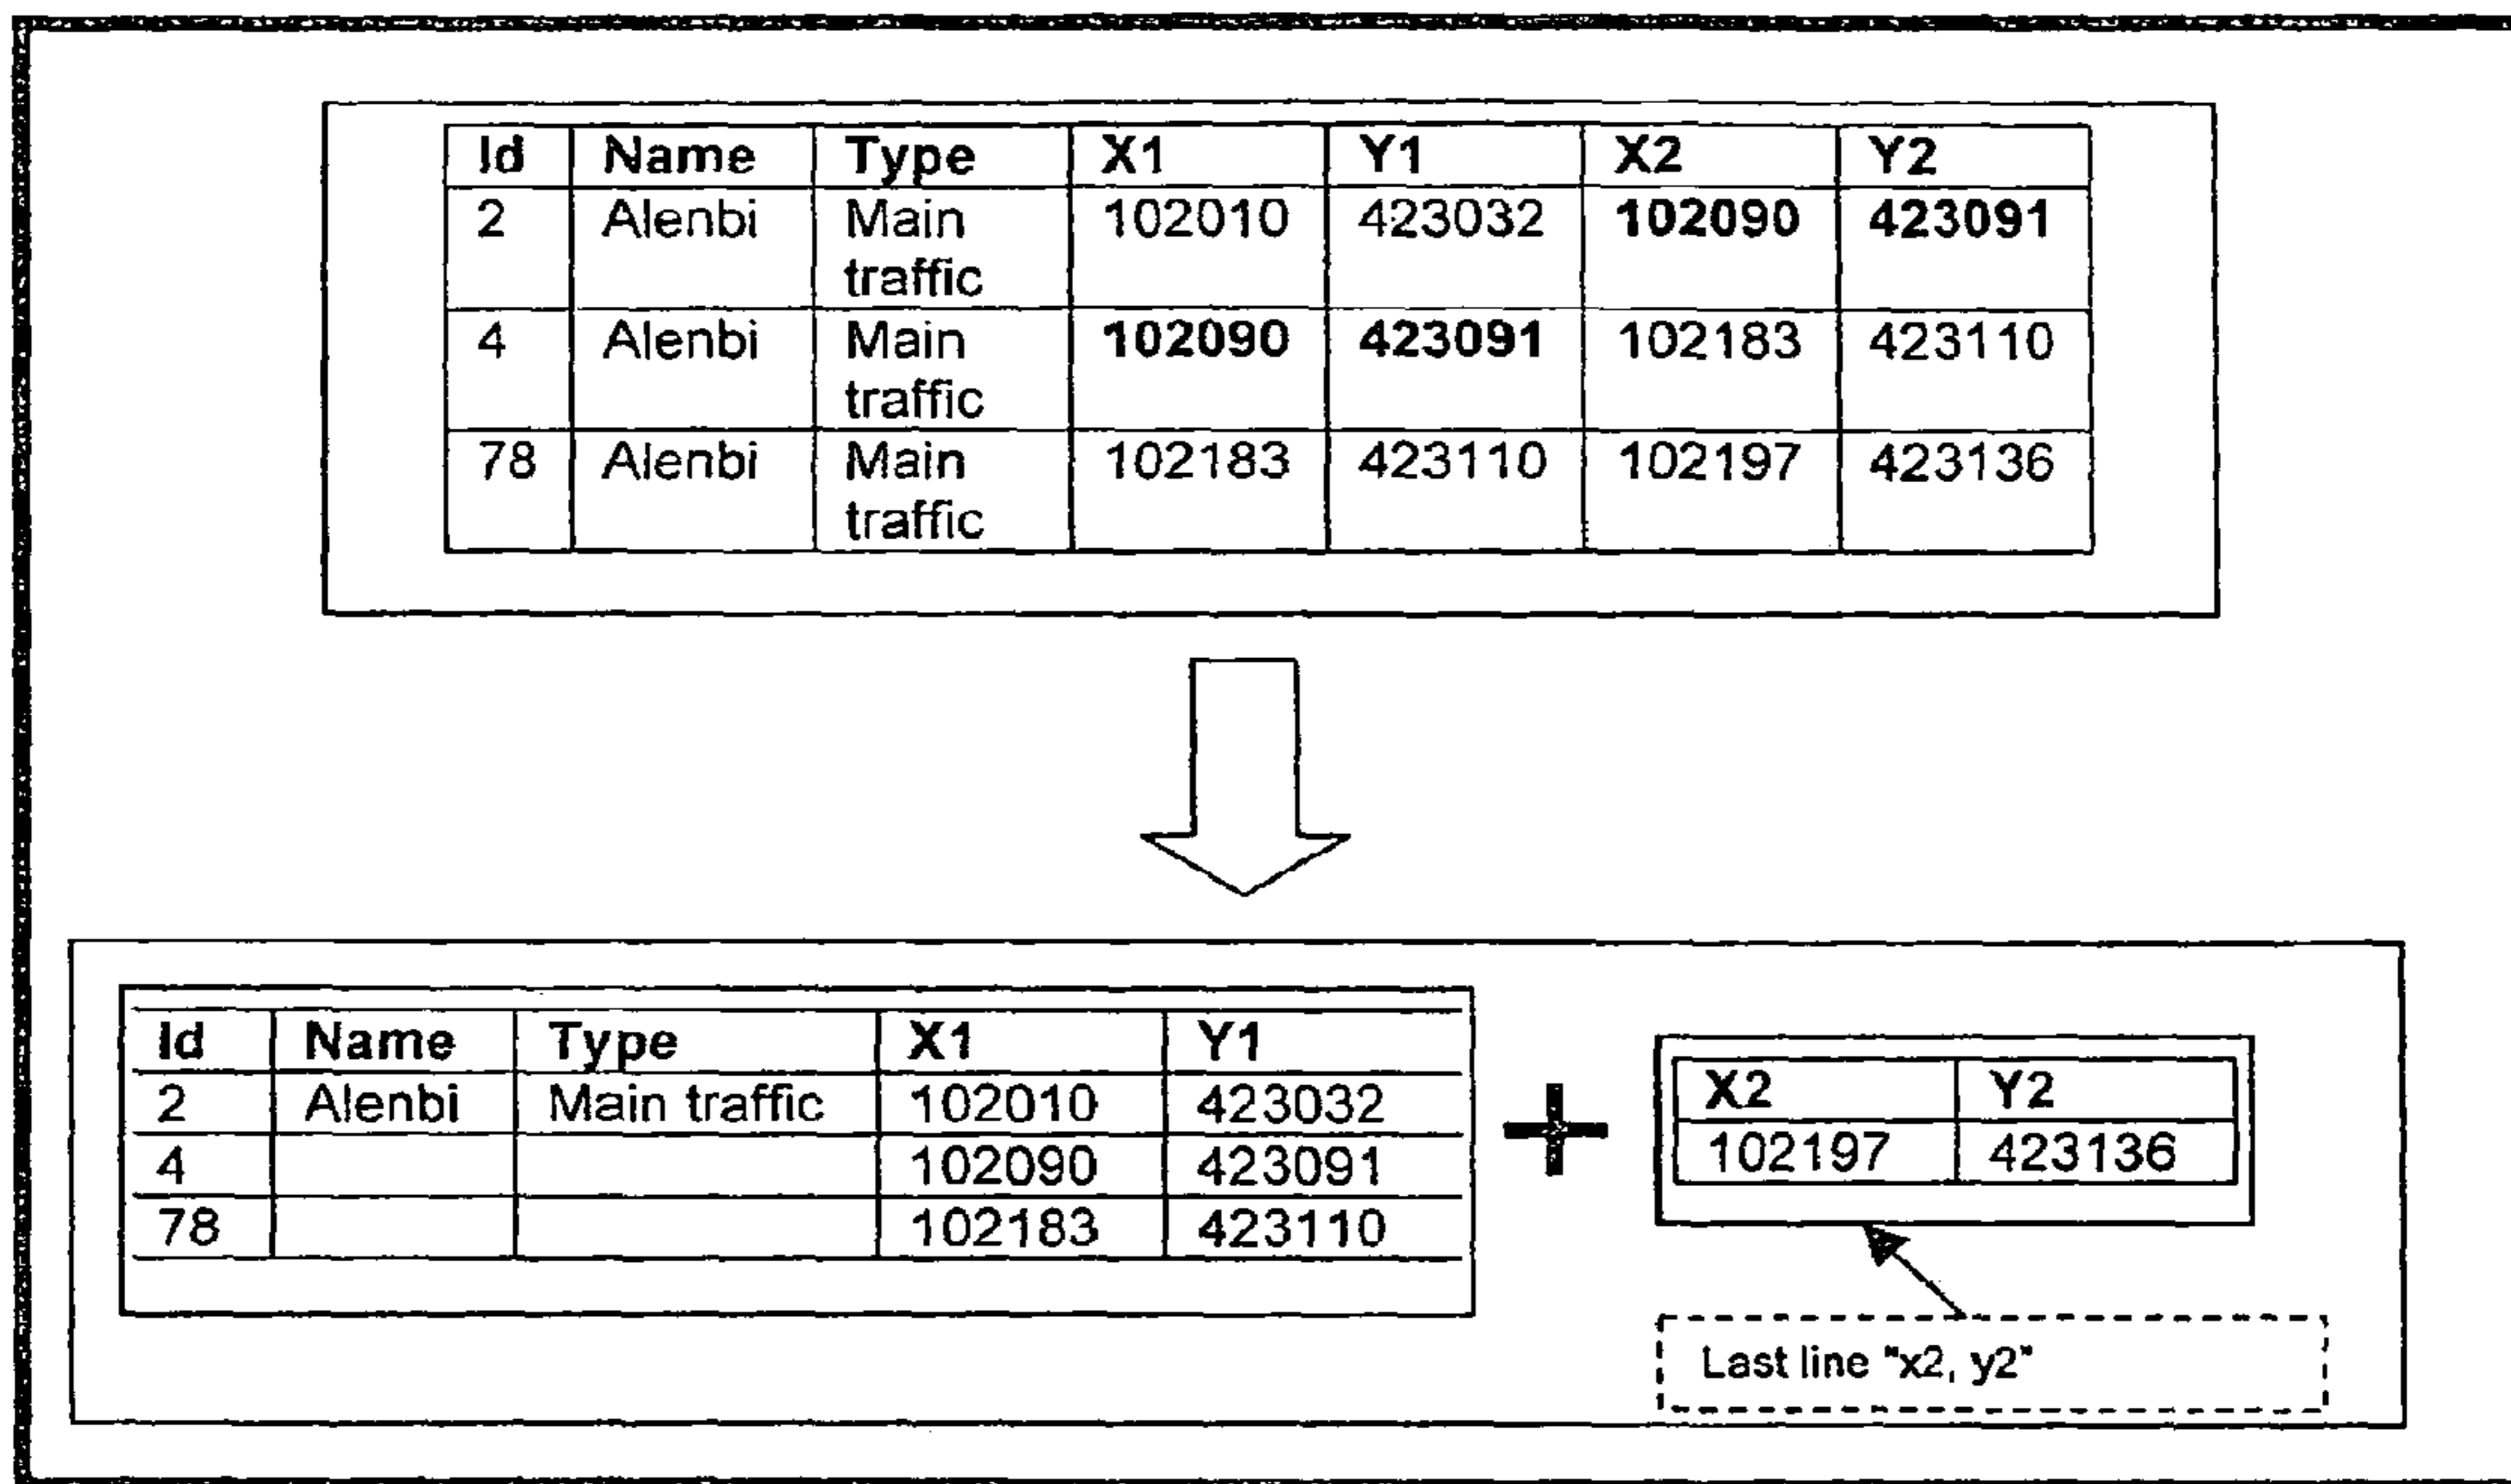 Id Name Type X1 Y1 X2 Y2
2 Alenbi Main traffic 102010 423032 102090 423091
4 Alenbi Main traffic 102090 423091 102183 423110
78 Alenbi Main traffic 102183 423110 102197 423136
Id Name Type X1 Y1
2 Alenbi Main traffic 102010 423032
4 102090 423091
78 102183 423110
+
X2 Y2
102197 423136
Last line "x2, y2"